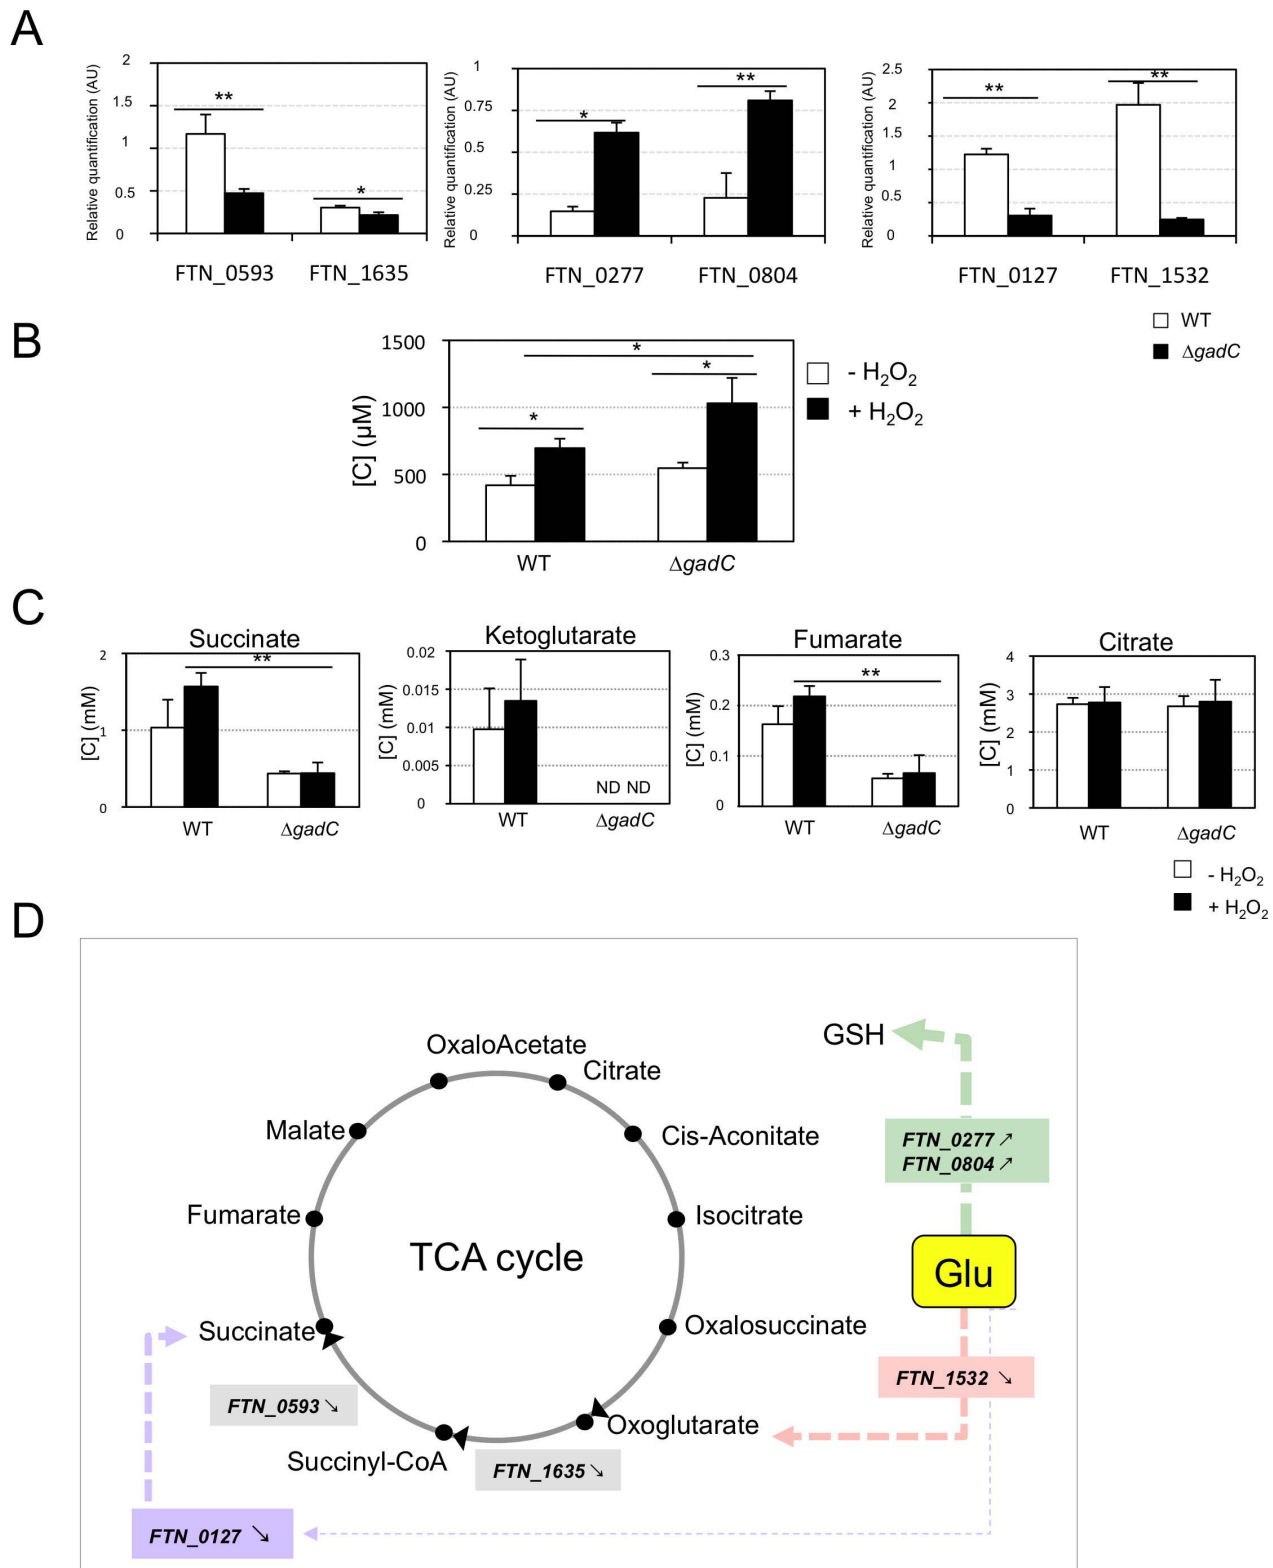 A
Relative quantification (AU)
2
1.5
1
0.5
0
**
*
FTN_0593
FTN_1635
Relative quantification (AU)
1
0.75
0.5
0.25
0
*
**
FTN_0277
FTN_0804
Relative quantification (AU)
2.5
2
1.5
1
0.5
0
**
**
FTN_0127
FTN_1532
WT
ΔgadC
B
[C] (μM)
1500
1000
500
0
*
*
*
WT
ΔgadC
- H₂O₂
+ H₂O₂
C
Succinate
[C] (mM)
2
1
0
**
WT
ΔgadC
Ketoglutarate
[C] (mM)
0.02
0.015
0.01
0.005
0
ND ND
WT
ΔgadC
Fumarate
[C] (mM)
0.3
0.2
0.1
0
**
WT
ΔgadC
Citrate
[C] (mM)
4
3
2
1
0
WT
ΔgadC
- H₂O₂
+ H₂O₂
D
GSH
OxaloAcetate
Citrate
Malate
Cis-Aconitate
FTN_0277 ↗
FTN_0804 ↗
Fumarate
Isocitrate
TCA cycle
Glu
Succinate
Oxalosuccinate
FTN_1532 ↘
FTN_0593 ↘
Oxoglutarate
Succinyl-CoA
FTN_1635 ↘
FTN_0127 ↘